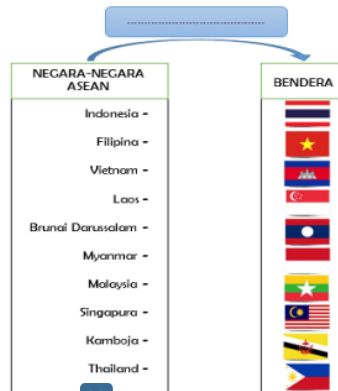 ............................................
NEGARA-NEGARA
ASEAN
BENDERA
Indonesia -
Filipina -
Vietnam -
Laos -
Brunai Darussalam -
Myanmar -
Malaysia -
Singapura -
Kamboja -
Thailand -